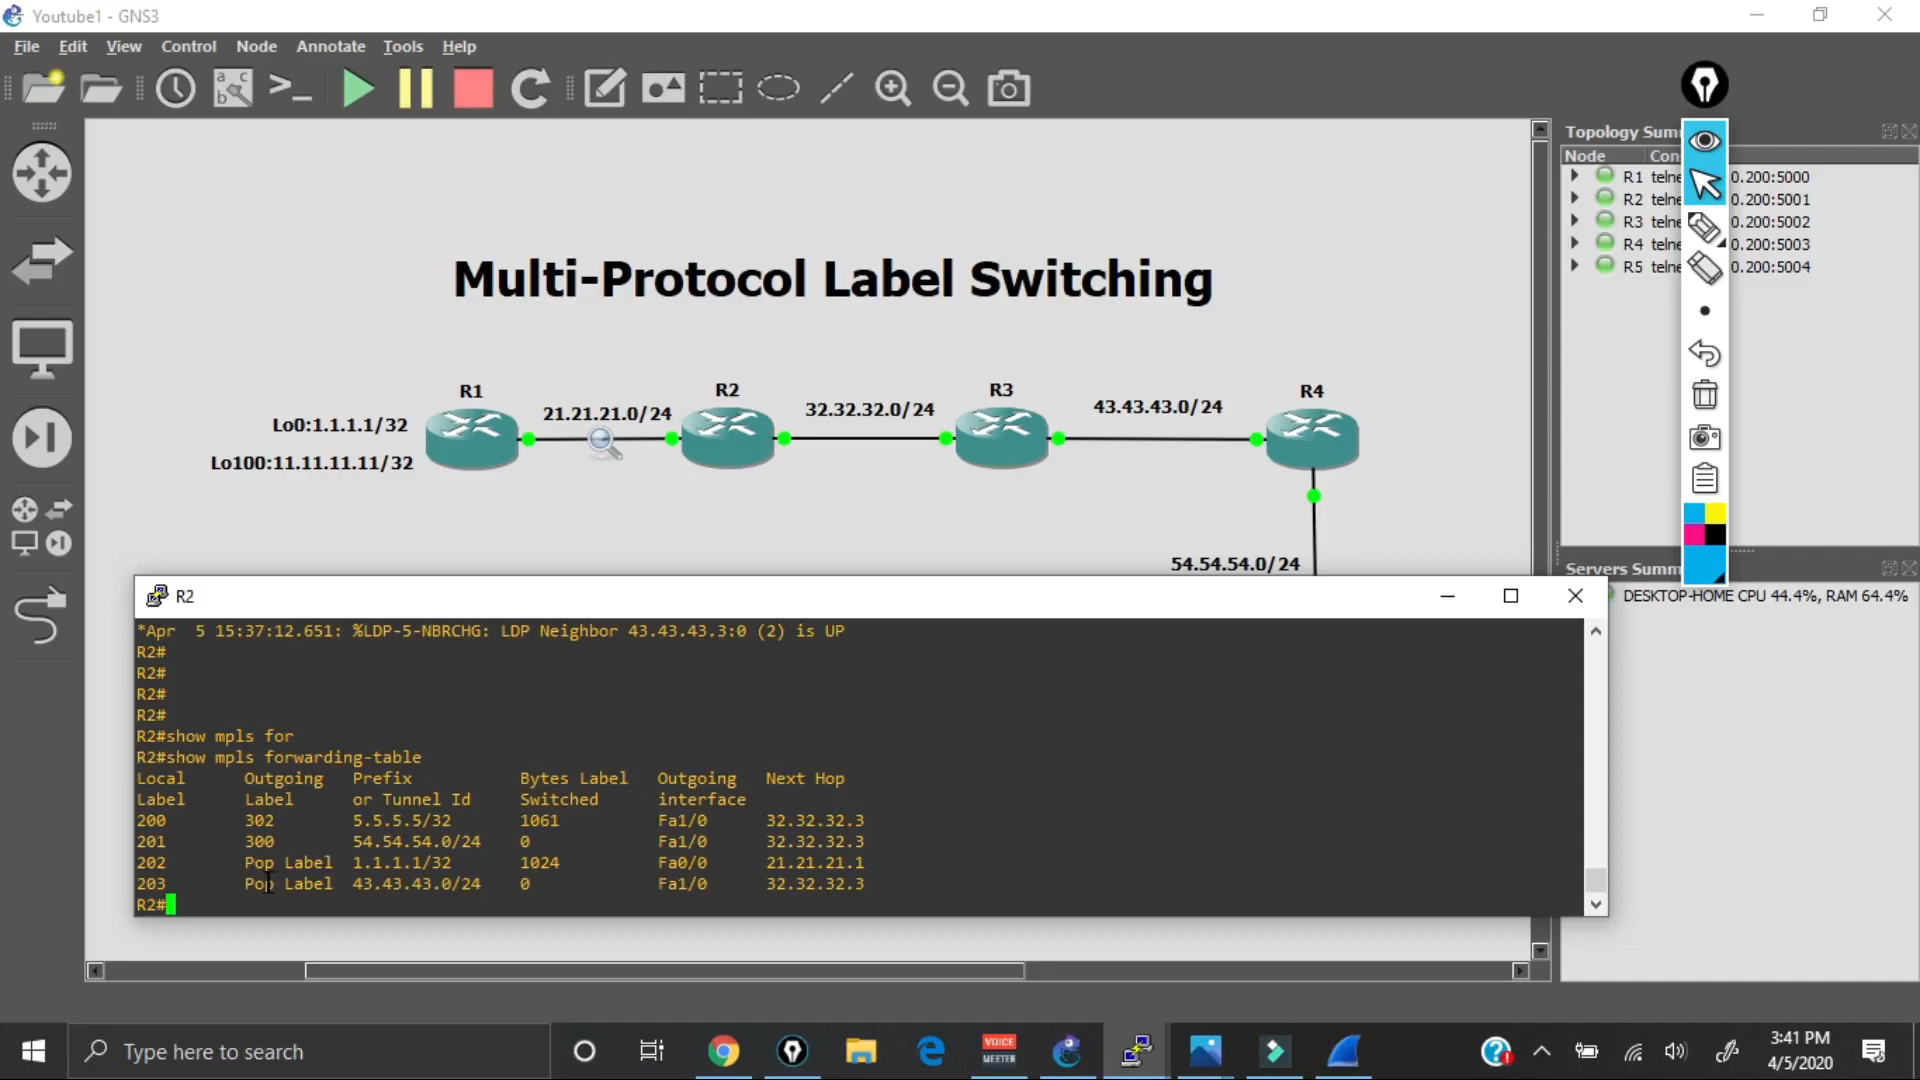 Youtube1 - GNS3
File Edit View Control Node Annotate Tools Help
Topology Sum
Node Con
R1 telne 0.200:5000
R2 telne 0.200:5001
R3 telne 0.200:5002
R4 telne 0.200:5003
R5 telne 0.200:5004
Multi-Protocol Label Switching
R1 R2 R3 R4
Lo0:1.1.1.1/32 21.21.21.0/24 32.32.32.0/24 43.43.43.0/24
Lo100:11.11.11.11/32
54.54.54.0/24
Servers Summ
DESKTOP-HOME CPU 44.4%, RAM 64.4%
R2
*Apr  5 15:37:12.651: %LDP-5-NBRCHG: LDP Neighbor 43.43.43.3:0 (2) is UP
R2#
R2#
R2#
R2#
R2#show mpls for
R2#show mpls forwarding-table
Local Outgoing Prefix Bytes Label Outgoing Next Hop
Label Label or Tunnel Id Switched interface
200 302 5.5.5.5/32 1061 Fa1/0 32.32.32.3
201 300 54.54.54.0/24 0 Fa1/0 32.32.32.3
202 Pop Label 1.1.1.1/32 1024 Fa0/0 21.21.21.1
203 Pop Label 43.43.43.0/24 0 Fa1/0 32.32.32.3
R2#
Type here to search
VOICE
MEETER
3:41 PM
4/5/2020